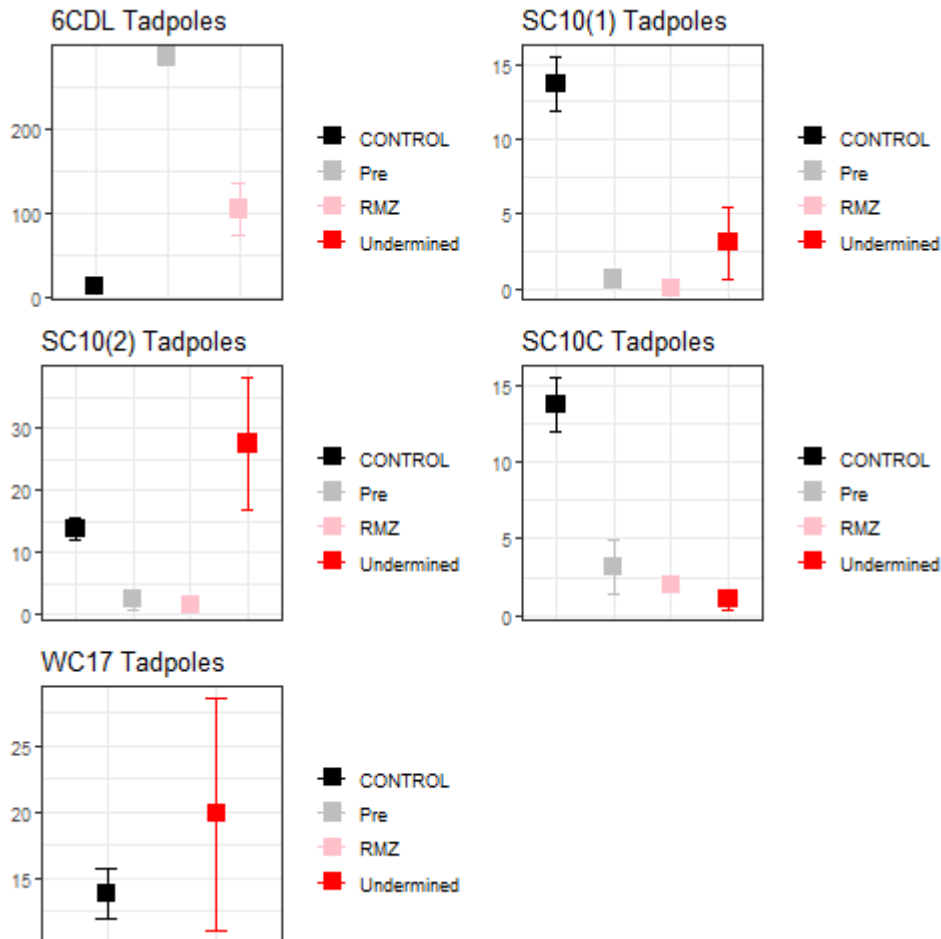 6CDL Tadpoles
200
100
0
CONTROL
Pre
RMZ
Undermined
SC10(1) Tadpoles
15
10
5
0
CONTROL
Pre
RMZ
Undermined
SC10(2) Tadpoles
30
20
10
0
CONTROL
Pre
RMZ
Undermined
SC10C Tadpoles
15
10
5
0
CONTROL
Pre
RMZ
Undermined
WC17 Tadpoles
25
20
15
CONTROL
Pre
RMZ
Undermined